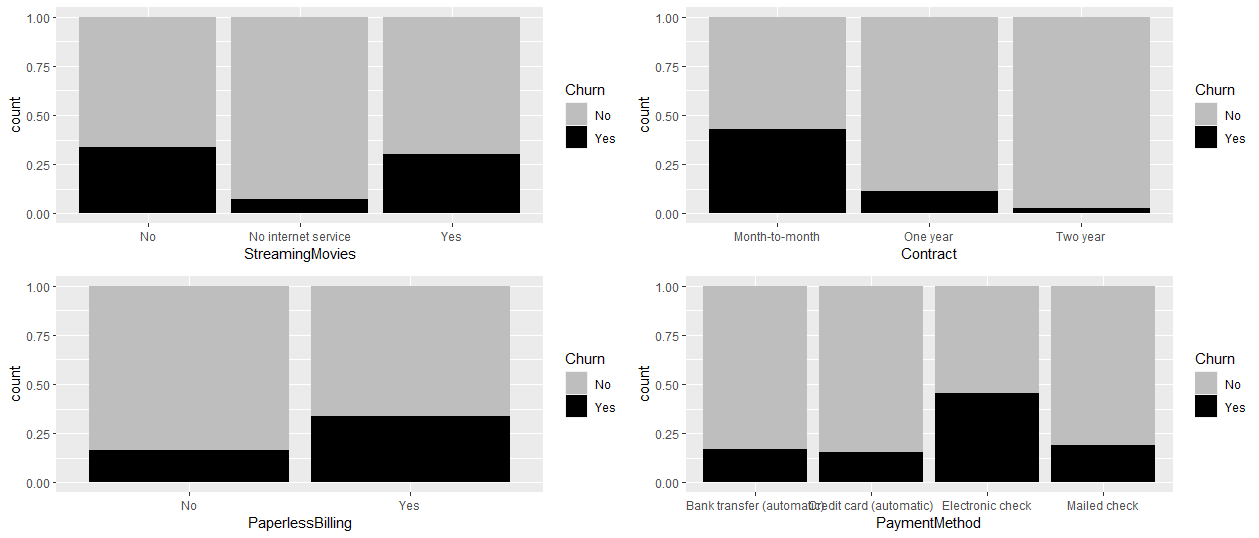 1.00
0.75
0.50
0.25
0.00
count
No
No internet service
Yes
StreamingMovies
Churn
No
Yes
1.00
0.75
0.50
0.25
0.00
count
Month-to-month
One year
Two year
Contract
Churn
No
Yes
1.00
0.75
0.50
0.25
0.00
count
No
Yes
PaperlessBilling
Churn
No
Yes
1.00
0.75
0.50
0.25
0.00
count
Bank transfer (automatic)
Credit card (automatic)
Electronic check
Mailed check
PaymentMethod
Churn
No
Yes